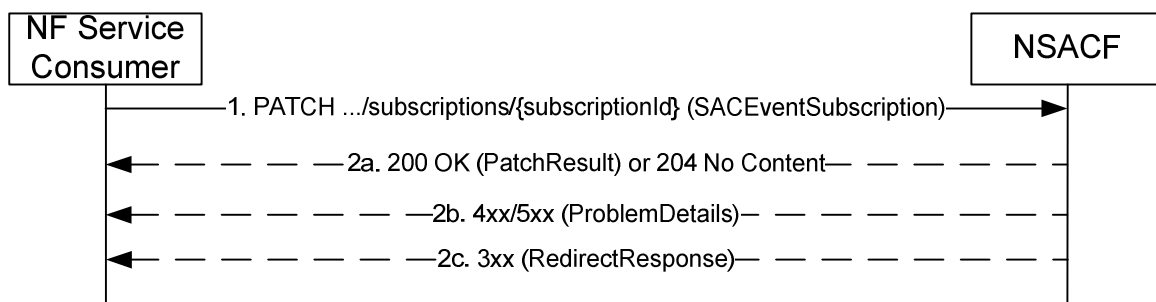 NF Service
Consumer
NSACF
1. PATCH .../subscriptions/{subscriptionId} (SACEventSubscription)
2a. 200 OK (PatchResult) or 204 No Content
2b. 4xx/5xx (ProblemDetails)
2c. 3xx (RedirectResponse)